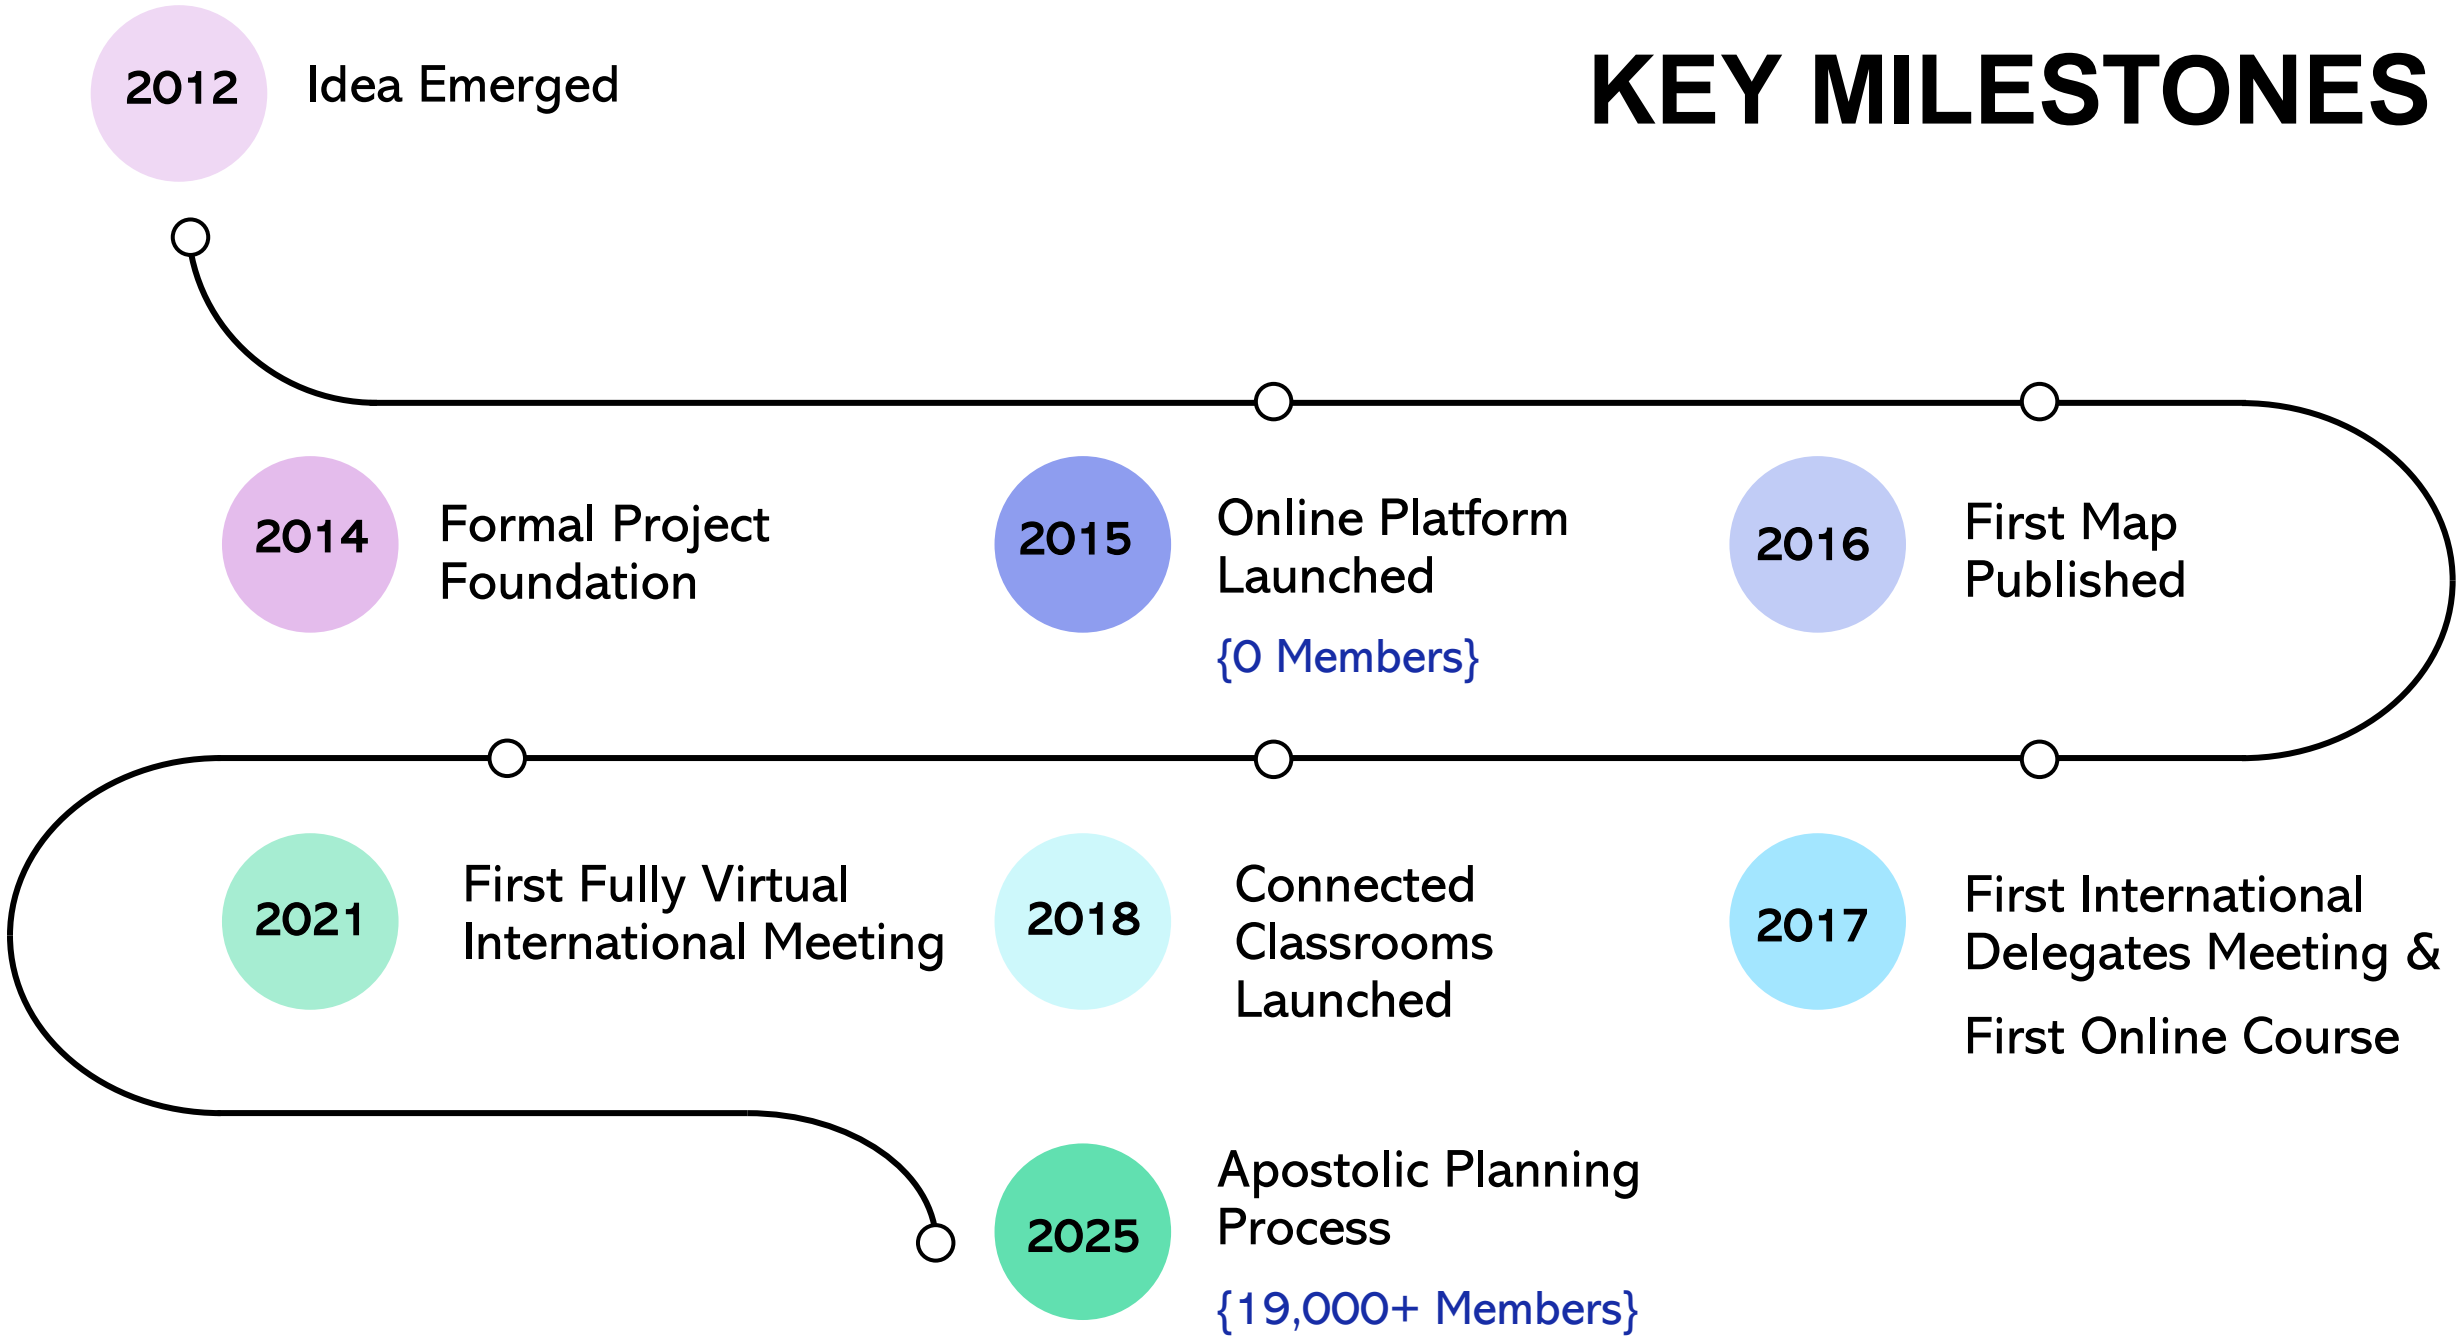 KEY MILESTONES
2012
Idea Emerged
2014
Formal Project
Foundation
2015
Online Platform
Launched
{0 Members}
2016
First Map
Published
2017
First International
Delegates Meeting &
First Online Course
2018
Connected
Classrooms
Launched
2021
First Fully Virtual
International Meeting
2025
Apostolic Planning
Process
{19,000+ Members}